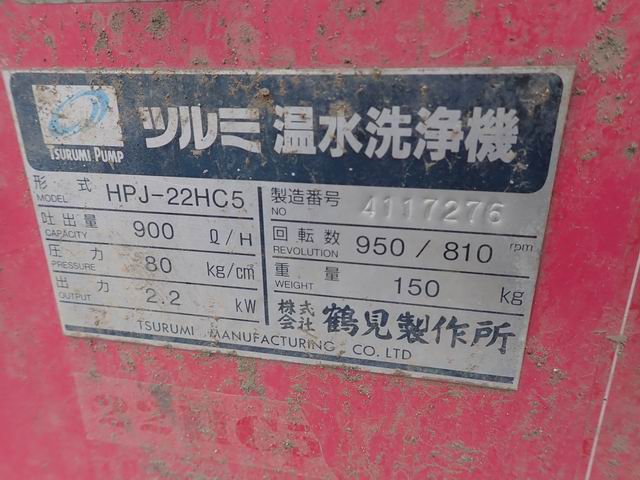 TSURUMI PUMP
ツルミ 温水洗浄機
形式 MODEL HPJ-22HC5
製造番号 NO 4117276
吐出量 CAPACITY 900 ℓ/H
回転数 REVOLUTION 950 / 810 rpm
圧力 PRESSURE 80 kg/cm²
重量 WEIGHT 150 kg
出力 OUTPUT 2.2 kW
株式会社 鶴見製作所
TSURUMI MANUFACTURING CO. LTD
22HC5